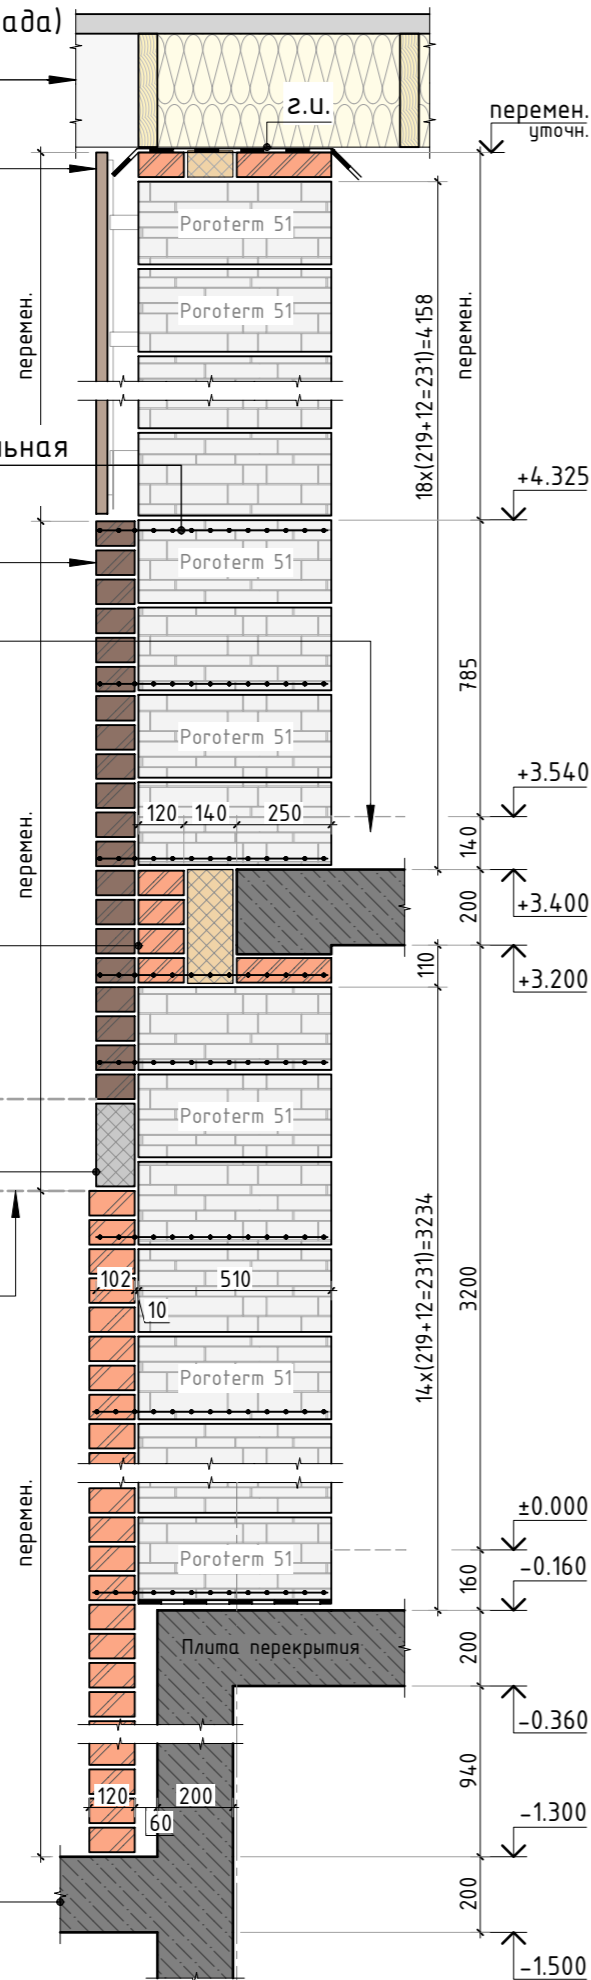 ада)
г.и.
перемен.
уточн.
Poroterm 51
Poroterm 51
перемен.
18x(219+12=231)=4158
перемен.
льная
+4.325
Poroterm 51
785
Poroterm 51
+3.540
120 140 250
140
перемен.
200
+3.400
110
+3.200
Poroterm 51
14x(219+12=231)=3234
3200
102 510
10
Poroterm 51
перемен.
±0.000
Poroterm 51
160
-0.160
Плита перекрытия
200
-0.360
940
120 200
60
-1.300
200
-1.500